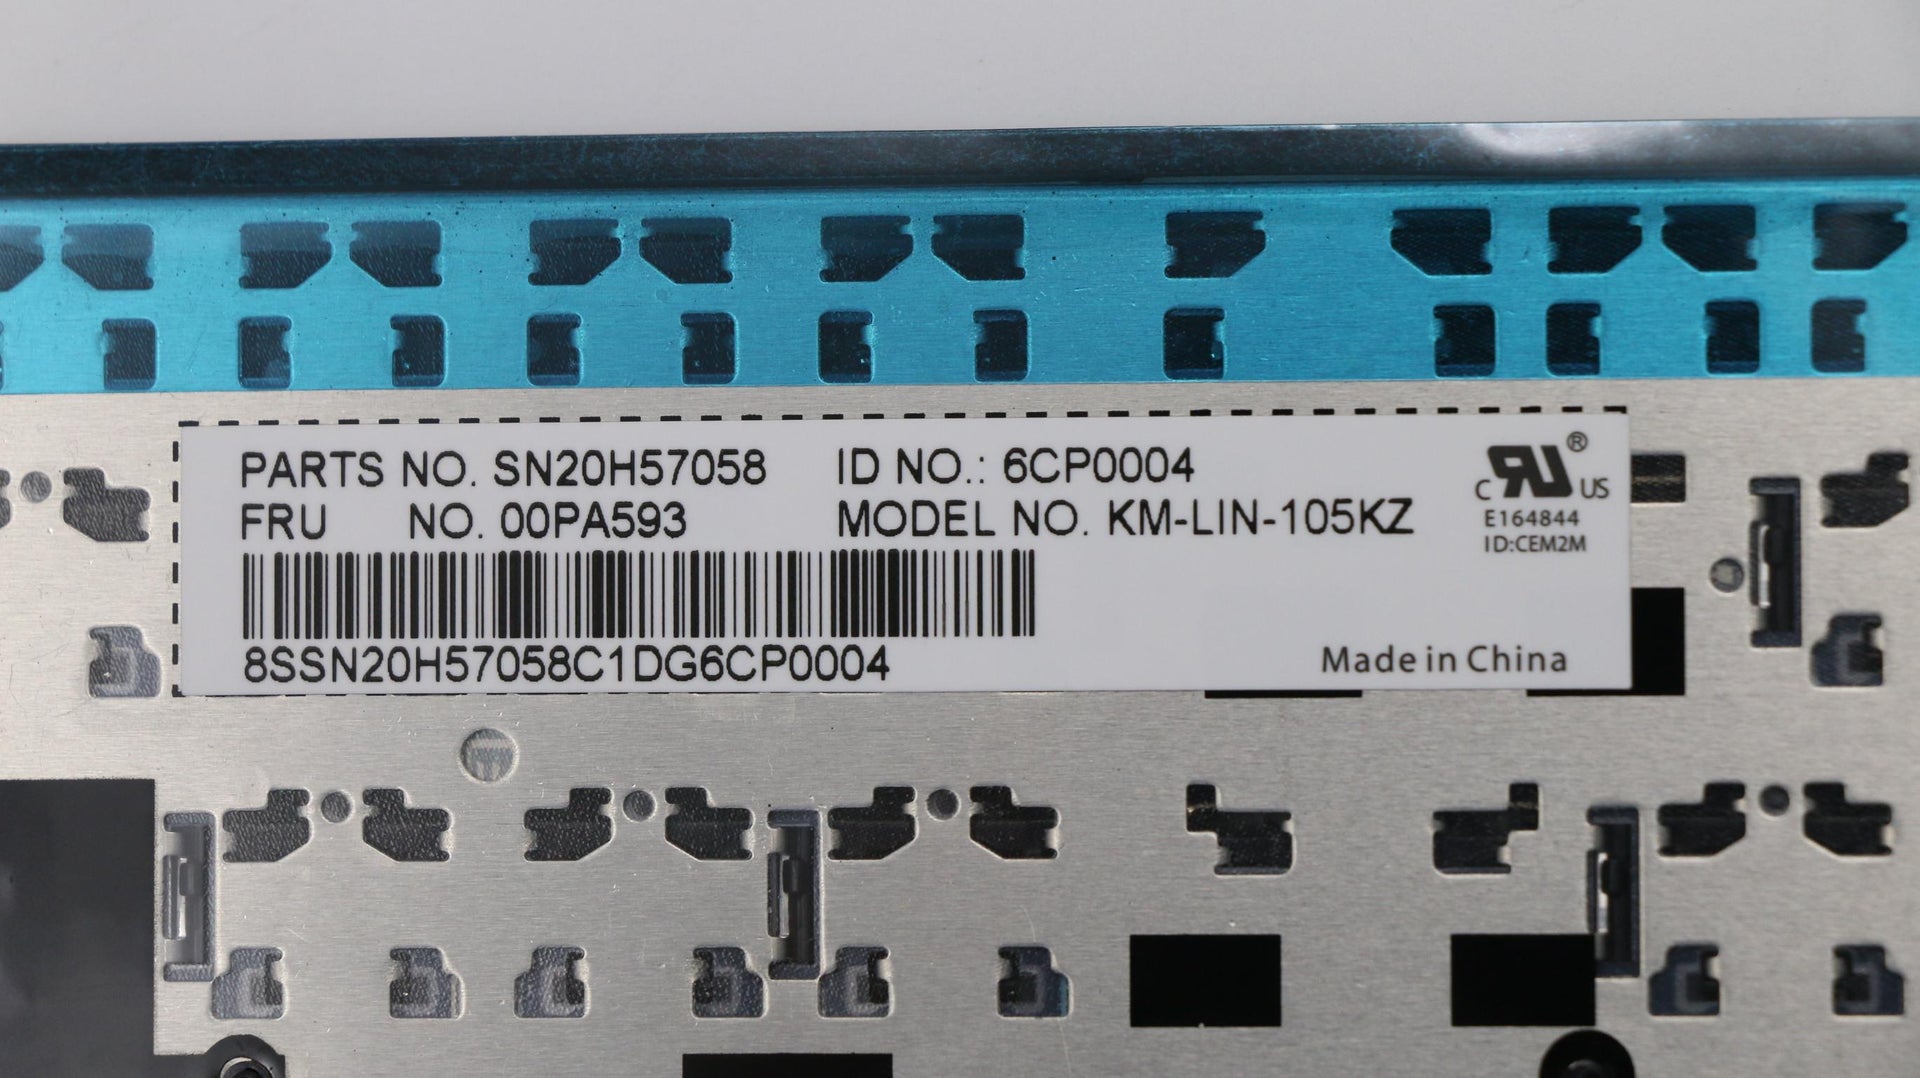 PARTS NO. SN20H57058 ID NO.: 6CP0004
FRU NO. 00PA593 MODEL NO. KM-LIN-105KZ
8SSN20H57058C1DG6CP0004
c RU ® US
E164844
ID:CEM2M
Made in China